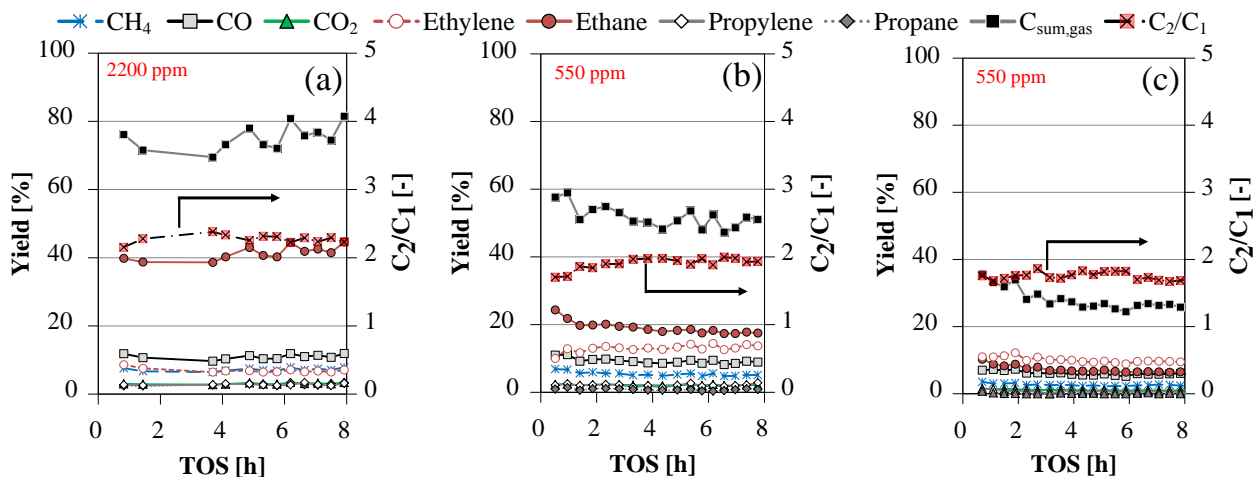 CH4 CO CO2 Ethylene Ethane Propylene Propane Csum,gas C2/C1
2200 ppm (a)
Yield [%]
100
80
60
40
20
0
5
4
3
2
1
0
C2/C1 [-]
0 2 4 6 8
TOS [h]
550 ppm (b)
Yield [%]
100
80
60
40
20
0
5
4
3
2
1
0
C2/C1 [-]
0 2 4 6 8
TOS [h]
550 ppm (c)
Yield [%]
100
80
60
40
20
0
5
4
3
2
1
0
C2/C1 [-]
0 2 4 6 8
TOS [h]